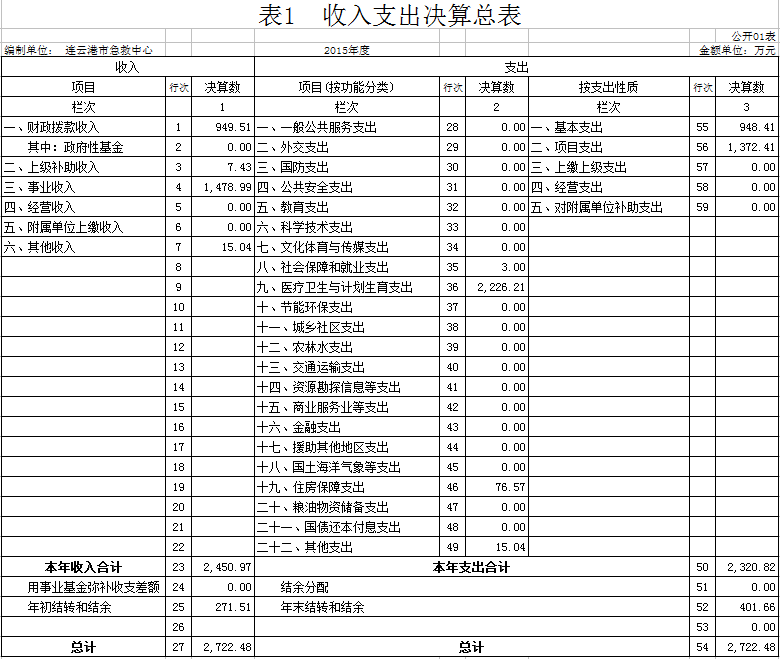 表1 收入支出决算总表
公开01表
编制单位： 连云港市急救中心 2015年度 金额单位：万元
收入 支出
项目 行次 决算数 项目(按功能分类) 行次 决算数 按支出性质 行次 决算数
栏次 1 栏次 2 栏次 3
一、财政拨款收入 1 949.51 一、一般公共服务支出 28 0.00 一、基本支出 55 948.41
其中：政府性基金 2 0.00 二、外交支出 29 0.00 二、项目支出 56 1,372.41
二、上级补助收入 3 7.43 三、国防支出 30 0.00 三、上缴上级支出 57 0.00
三、事业收入 4 1,478.99 四、公共安全支出 31 0.00 四、经营支出 58 0.00
四、经营收入 5 0.00 五、教育支出 32 0.00 五、对附属单位补助支出 59 0.00
五、附属单位上缴收入 6 0.00 六、科学技术支出 33 0.00
六、其他收入 7 15.04 七、文化体育与传媒支出 34 0.00
8 八、社会保障和就业支出 35 3.00
9 九、医疗卫生与计划生育支出 36 2,226.21
10 十、节能环保支出 37 0.00
11 十一、城乡社区支出 38 0.00
12 十二、农林水支出 39 0.00
13 十三、交通运输支出 40 0.00
14 十四、资源勘探信息等支出 41 0.00
15 十五、商业服务业等支出 42 0.00
16 十六、金融支出 43 0.00
17 十七、援助其他地区支出 44 0.00
18 十八、国土海洋气象等支出 45 0.00
19 十九、住房保障支出 46 76.57
20 二十、粮油物资储备支出 47 0.00
21 二十一、国债还本付息支出 48 0.00
22 二十二、其他支出 49 15.04
本年收入合计 23 2,450.97 本年支出合计 50 2,320.82
用事业基金弥补收支差额 24 0.00 结余分配 51 0.00
年初结转和结余 25 271.51 年末结转和结余 52 401.66
26 53 0.00
总计 27 2,722.48 总计 54 2,722.48